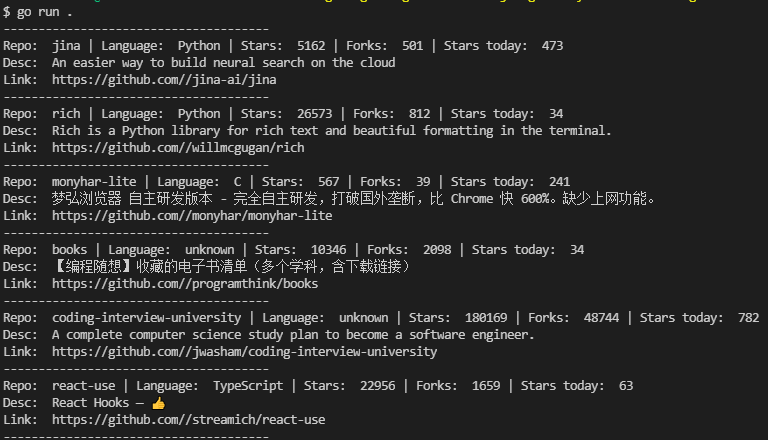 $ go run .
--------------------------------------
Repo:  jina | Language:  Python | Stars:  5162 | Forks:  501 | Stars today:  473
Desc:  An easier way to build neural search on the cloud
Link:  https://github.com//jina-ai/jina
--------------------------------------
Repo:  rich | Language:  Python | Stars:  26573 | Forks:  812 | Stars today:  34
Desc:  Rich is a Python library for rich text and beautiful formatting in the terminal.
Link:  https://github.com//willmcgugan/rich
--------------------------------------
Repo:  monyhar-lite | Language:  C | Stars:  567 | Forks:  39 | Stars today:  241
Desc:  梦弘浏览器 自主研发版本 - 完全自主研发，打破国外垄断，比 Chrome 快 600%。缺少上网功能。
Link:  https://github.com//monyhar/monyhar-lite
--------------------------------------
Repo:  books | Language:  unknown | Stars:  10346 | Forks:  2098 | Stars today:  34
Desc:  【编程随想】收藏的电子书清单（多个学科，含下载链接）
Link:  https://github.com//programthink/books
--------------------------------------
Repo:  coding-interview-university | Language:  unknown | Stars:  180169 | Forks:  48744 | Stars today:  782
Desc:  A complete computer science study plan to become a software engineer.
Link:  https://github.com//jwasham/coding-interview-university
--------------------------------------
Repo:  react-use | Language:  TypeScript | Stars:  22956 | Forks:  1659 | Stars today:  63
Desc:  React Hooks — 👍
Link:  https://github.com//streamich/react-use
--------------------------------------